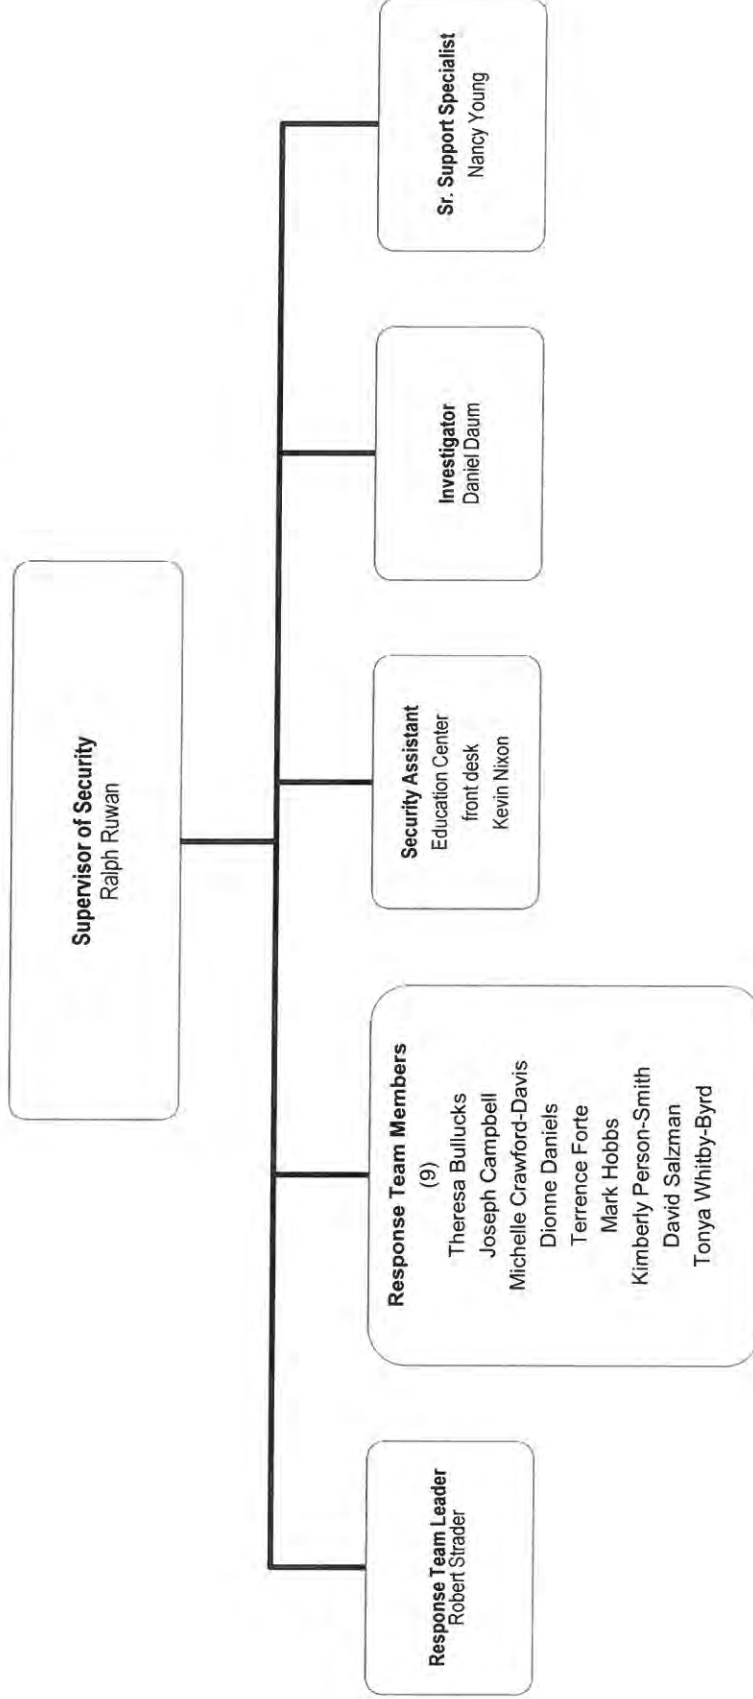 Supervisor of Security
Ralph Ruwan
Response Team Leader
Robert Strader
Response Team Members
(9)
Theresa Bullucks
Joseph Campbell
Michelle Crawford-Davis
Dionne Daniels
Terrence Forte
Mark Hobbs
Kimberly Person-Smith
David Salzman
Tonya Whitby-Byrd
Security Assistant
Education Center
front desk
Kevin Nixon
Investigator
Daniel Daum
Sr. Support Specialist
Nancy Young